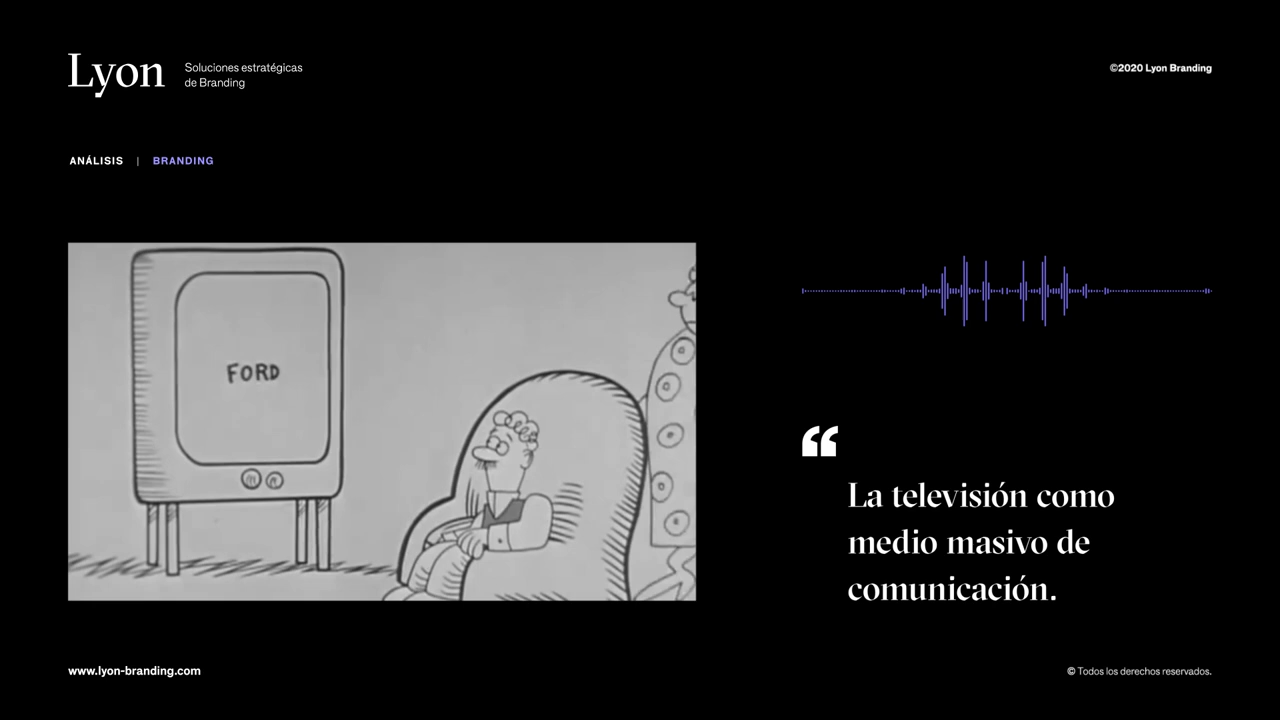 Lyon
Soluciones estratégicas
de Branding
©2020 Lyon Branding
ANÁLISIS | BRANDING
FORD
“
La televisión como
medio masivo de
comunicación.
www.lyon-branding.com
© Todos los derechos reservados.